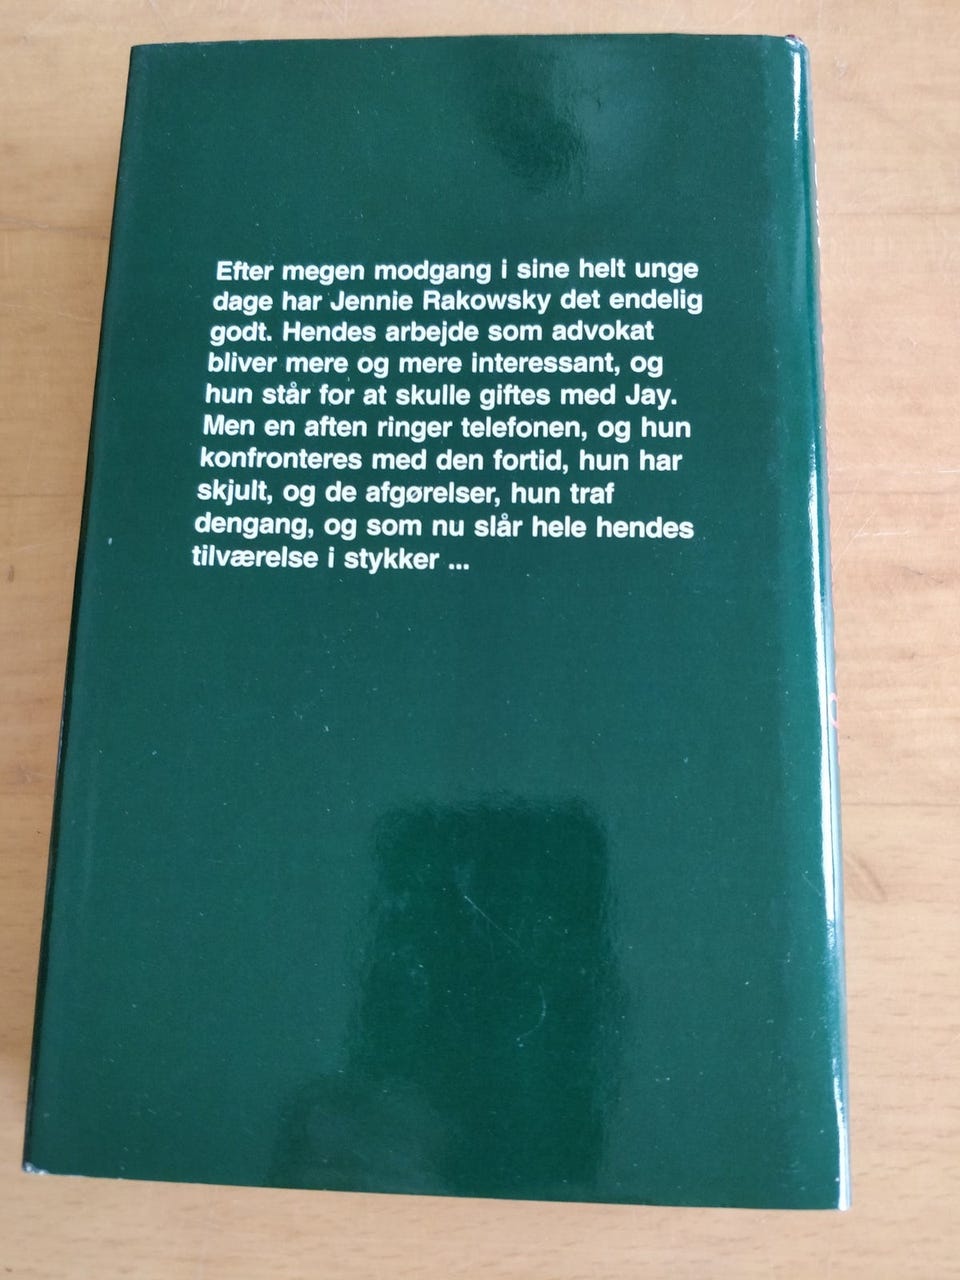 Efter megen modgang i sine helt unge
dage har Jennie Rakowsky det endelig
godt. Hendes arbejde som advokat
bliver mere og mere interessant, og
hun står for at skulle giftes med Jay.
Men en aften ringer telefonen, og hun
konfronteres med den fortid, hun har
skjult, og de afgørelser, hun traf
dengang, og som nu slår hele hendes
tilværelse i stykker ...